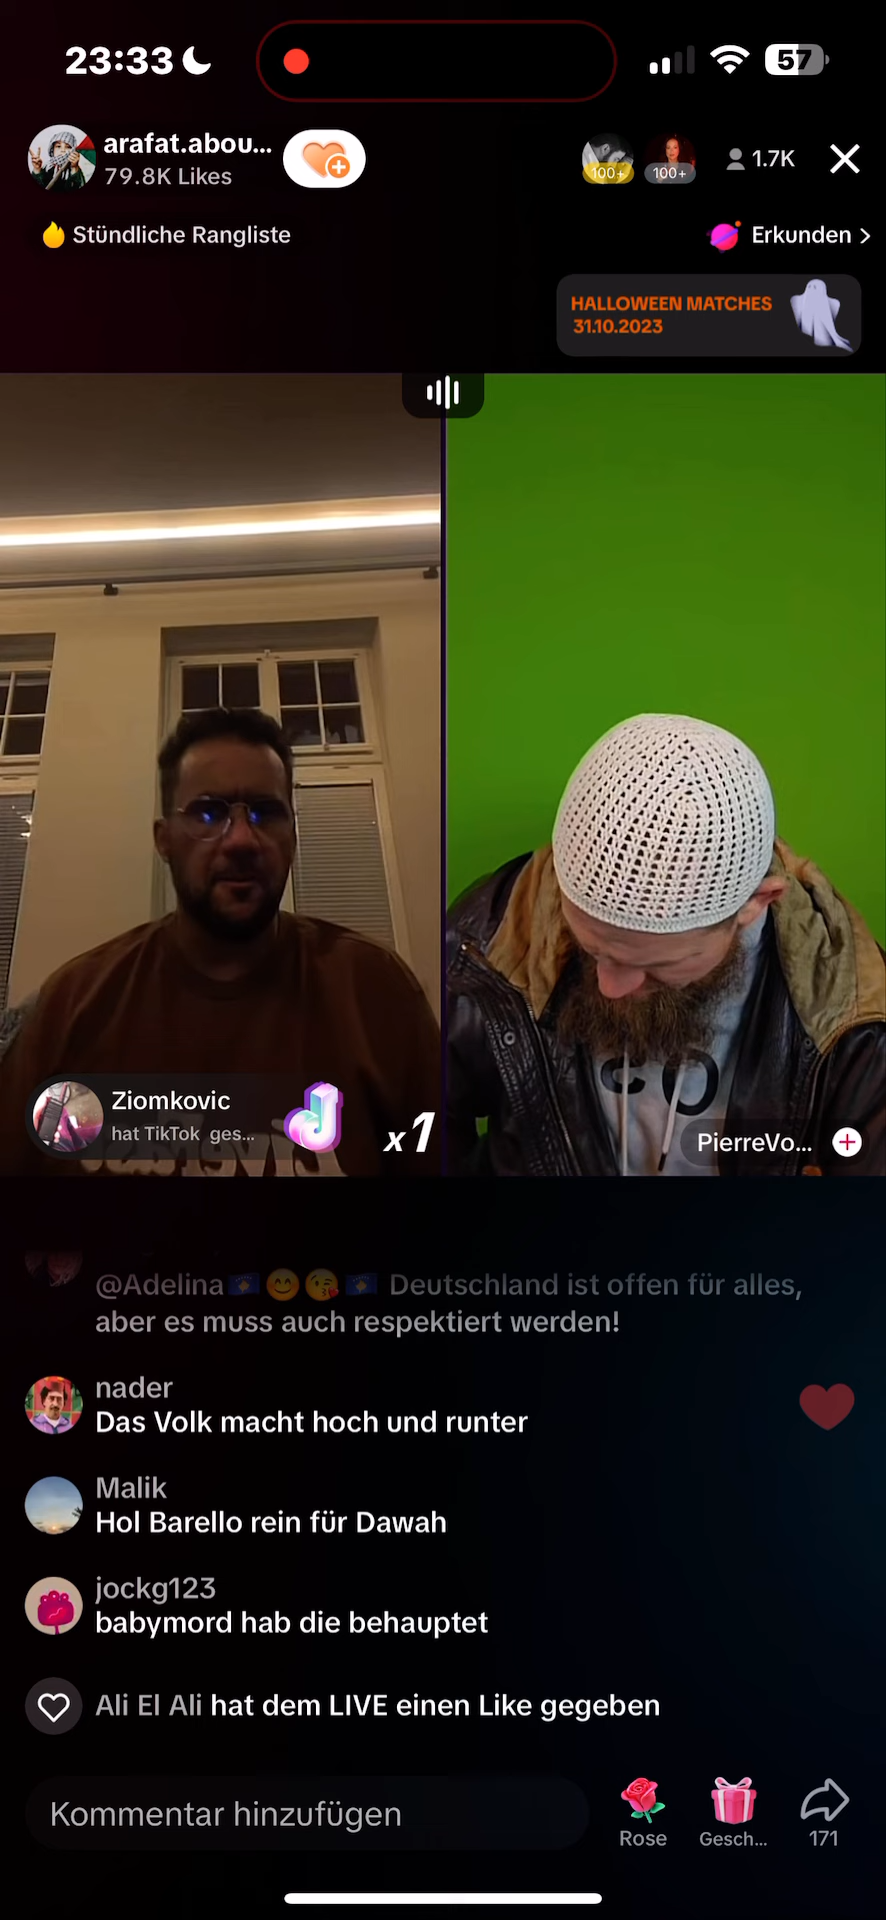 23:33
57
arafat.abou...
79.8K Likes
100+
100+
1.7K
Stündliche Rangliste
Erkunden >
HALLOWEEN MATCHES
31.10.2023
Ziomkovic
hat TikTok ges...
x1
CO
PierreVo...
@Adelina🇽🇰😊😘🇽🇰 Deutschland ist offen für alles,
aber es muss auch respektiert werden!
nader
Das Volk macht hoch und runter
Malik
Hol Barello rein für Dawah
jockg123
babymord hab die behauptet
Ali El Ali hat dem LIVE einen Like gegeben
Kommentar hinzufügen
Rose
Gesch...
171